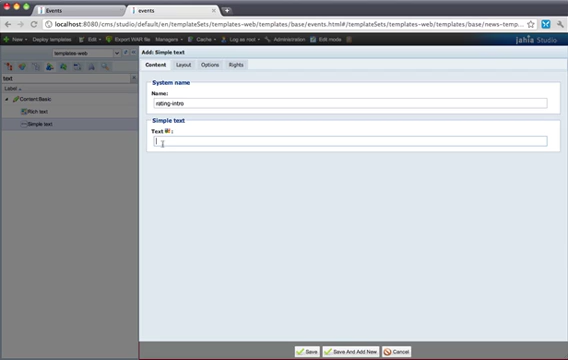 Events
events
localhost:8080/cms/studio/default/en/templateSets/templates-web/templates/base/events.html#/templateSets/templates-web/templates/base/news-temp...
New
Deploy templates
Edit
Export WAR file
Managers
Cache
Log as root
Administration
Edit mode
jahia Studio
templates-web
text
Label
Content:Basic
Rich text
Simple text
Add: Simple text
Content
Layout
Options
Rights
System name
Name:
rating-intro
Simple text
Text :
Save
Save And Add New
Cancel